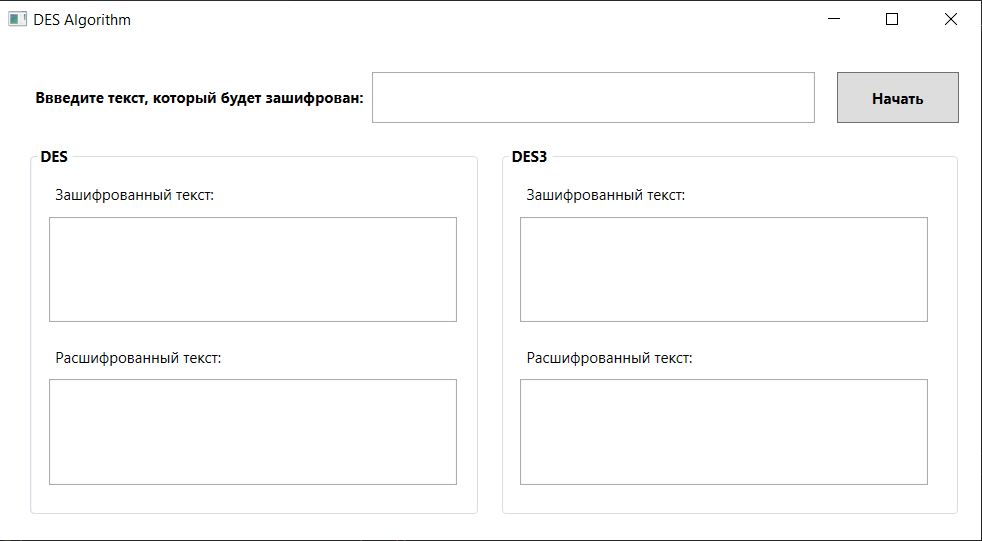 DES Algorithm
Ввведите текст, который будет зашифрован:
Начать
DES
DES3
Зашифрованный текст:
Зашифрованный текст:
Расшифрованный текст:
Расшифрованный текст: